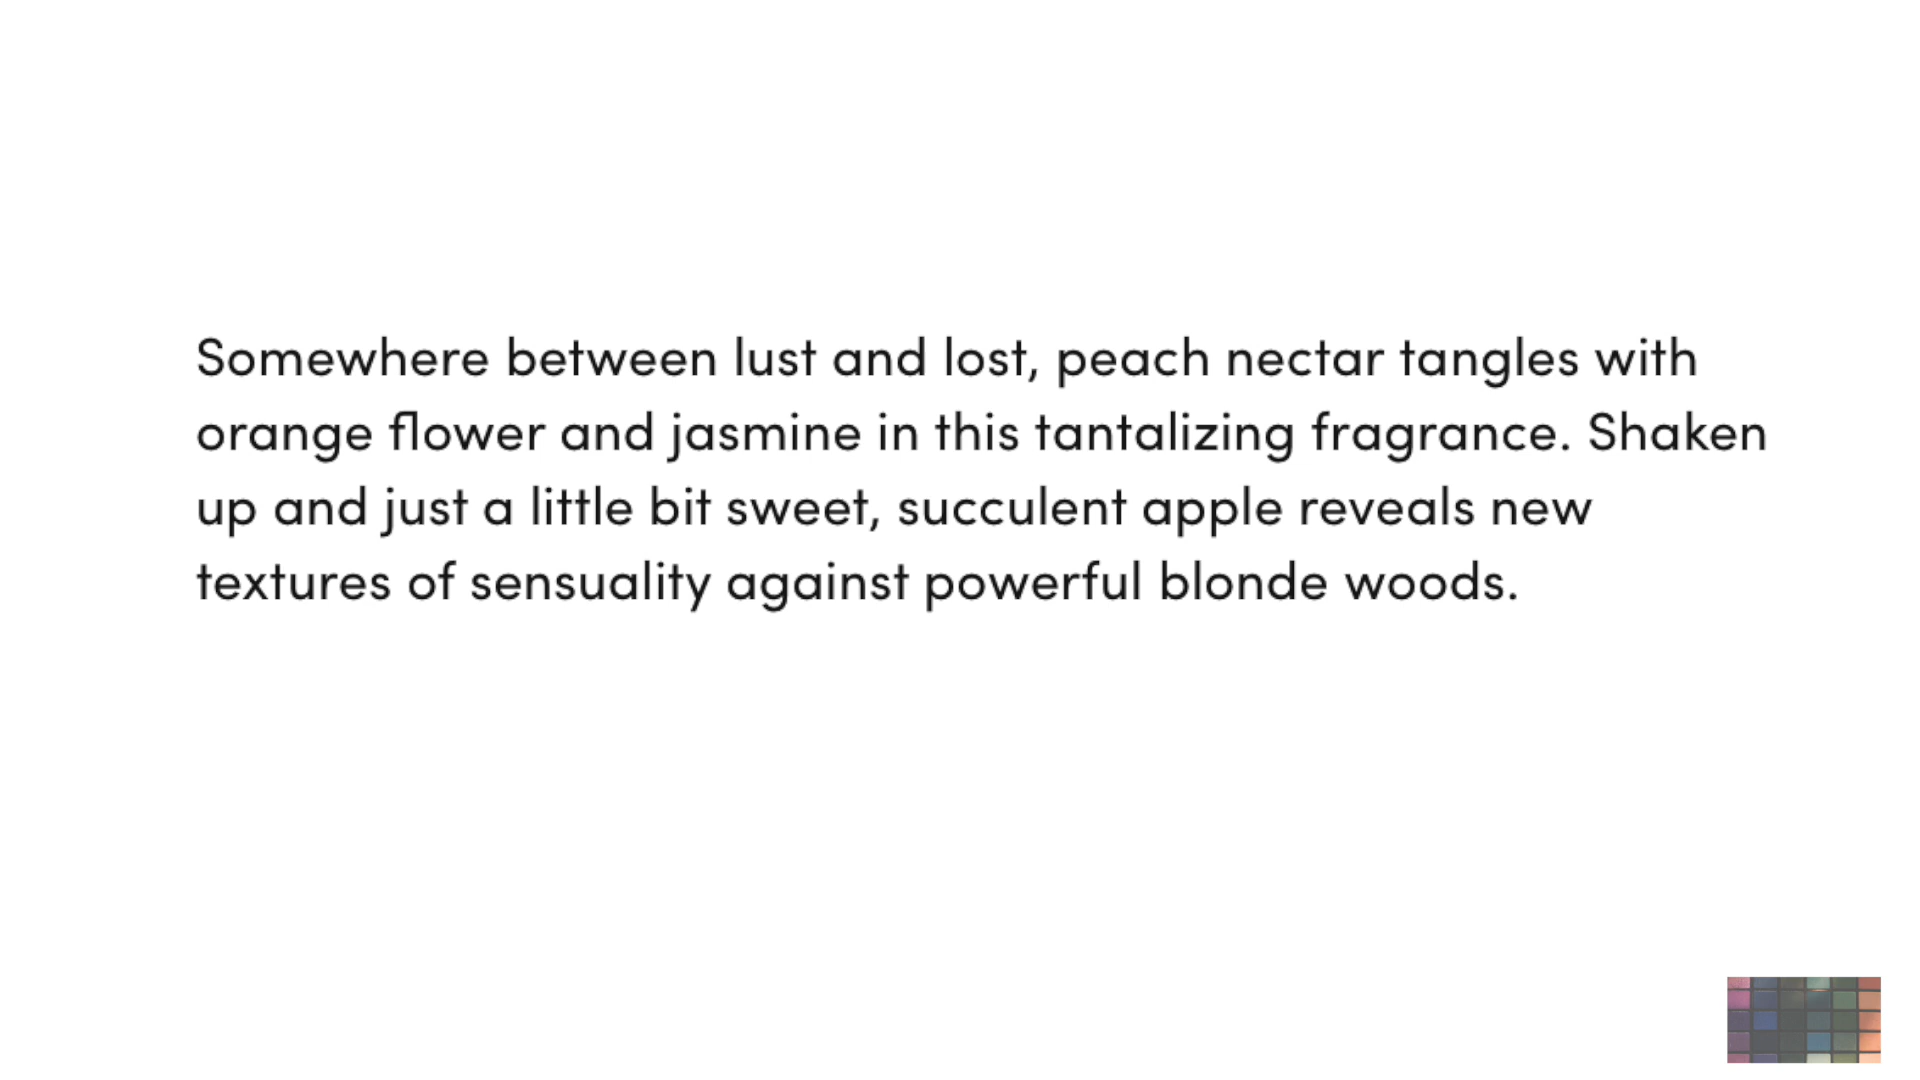 Somewhere between lust and lost, peach nectar tangles with
orange flower and jasmine in this tantalizing fragrance. Shaken
up and just a little bit sweet, succulent apple reveals new
textures of sensuality against powerful blonde woods.